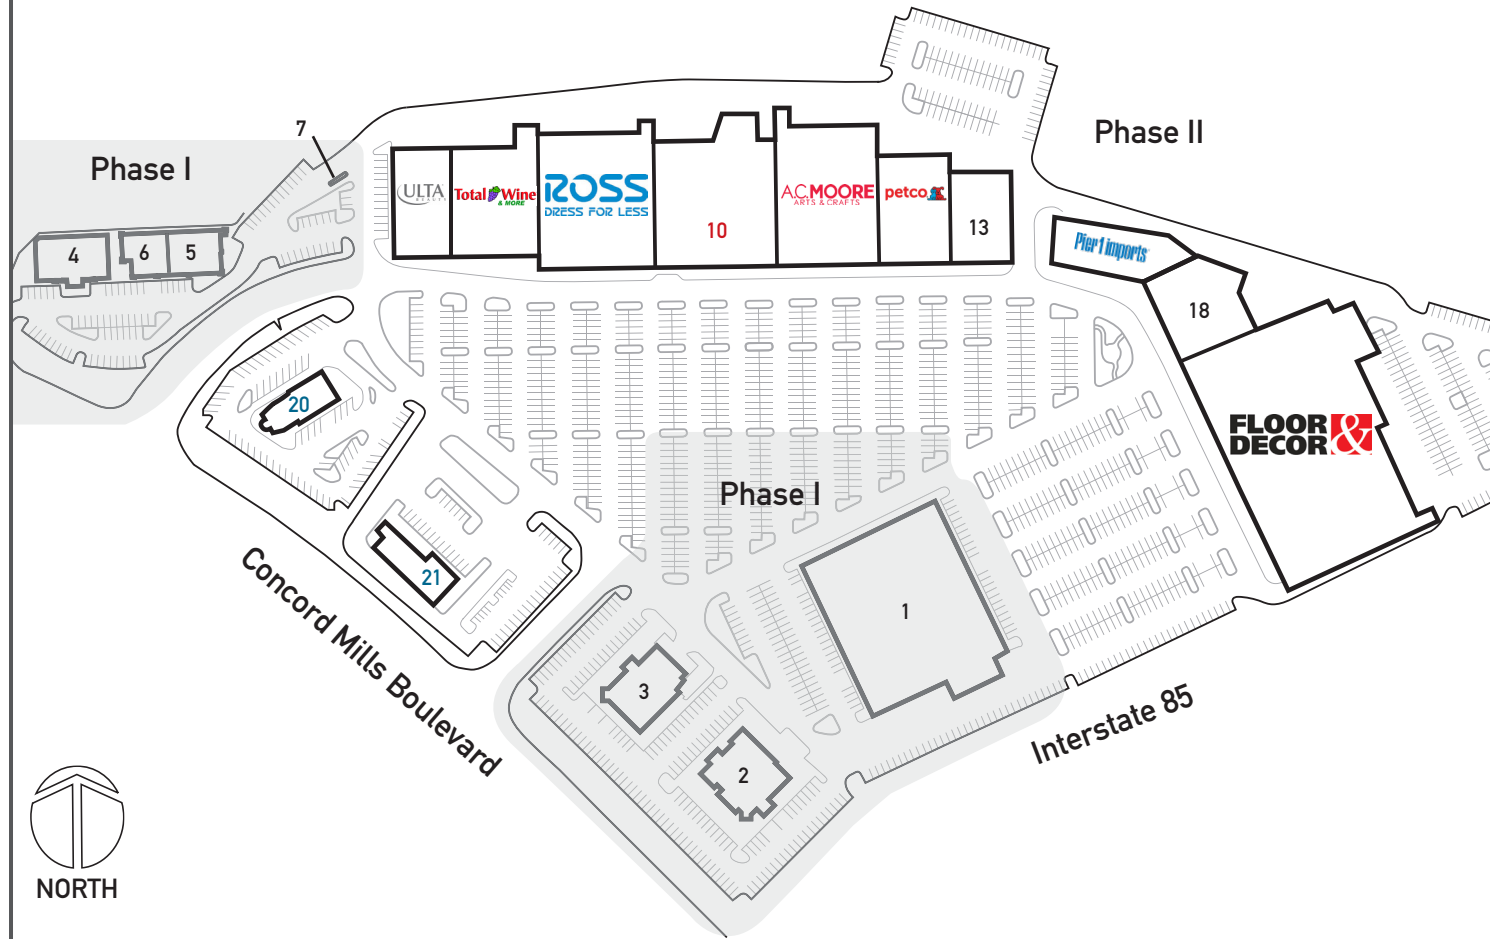 Phase II
7
Phase I
ULTA
BEAUTY
Total Wine
& MORE
ROSS
DRESS FOR LESS
10
A.C.MOORE
ARTS & CRAFTS
petco
13
4
6
5
Pier 1 imports
18
20
FLOOR &
DECOR
Phase I
21
1
Concord Mills Boulevard
3
2
Interstate 85
NORTH